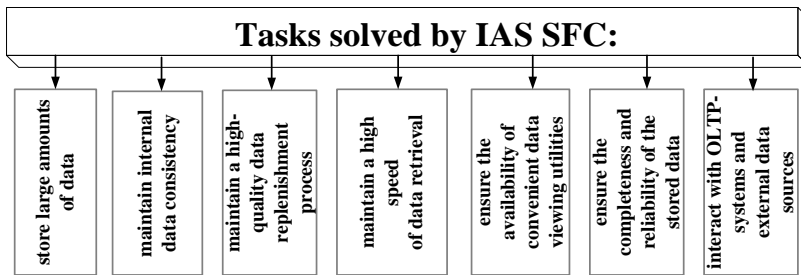 Tasks solved by IAS SFC:
store large amounts
of data
maintain internal
data consistency
maintain a high-
quality data
replenishment
process
maintain a high
speed
of data retrieval
ensure the
availability of
convenient data
viewing utilities
ensure the
completeness and
reliability of the
stored data
interact with OLTP-
systems and
external data
sources